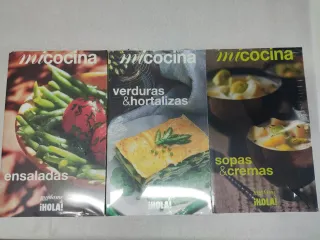 micocina
ensaladas
¡HOLA!
micocina
verduras
&hortalizas
¡HOLA!
micocina
sopas
&cremas
¡HOLA!